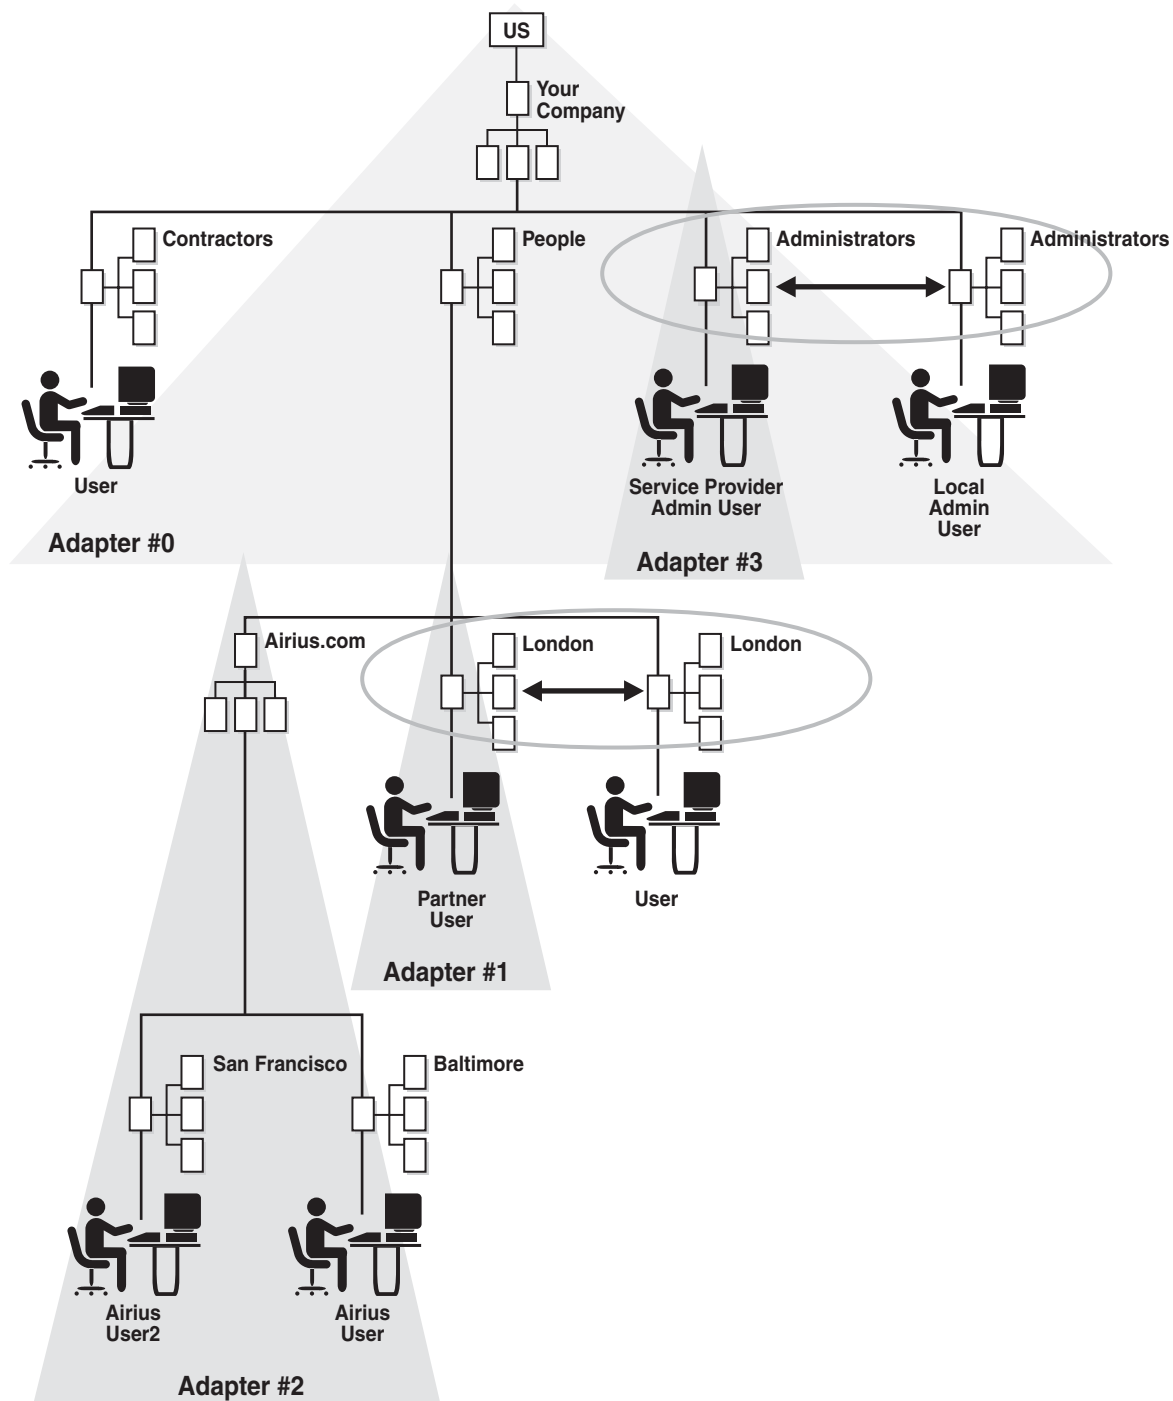 US
Your
Company
Contractors
People
Administrators
Administrators
User
Service Provider
Admin User
Local
Admin
User
Adapter #0
Adapter #3
Airius.com
London
London
Partner
User
User
Adapter #1
San Francisco
Baltimore
Airius
User2
Airius
User
Adapter #2